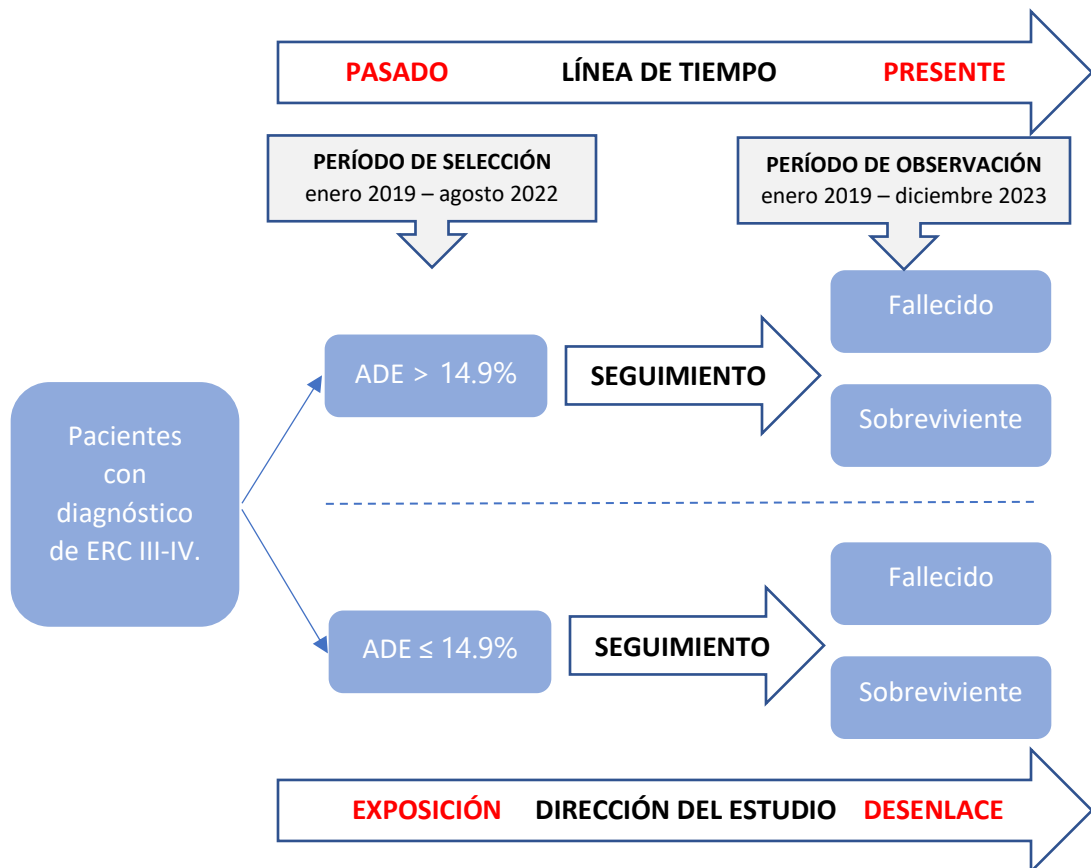 PASADO LÍNEA DE TIEMPO PRESENTE
PERÍODO DE SELECCIÓN
enero 2019 – agosto 2022
PERÍODO DE OBSERVACIÓN
enero 2019 – diciembre 2023
Pacientes
con
diagnóstico
de ERC III-IV.
ADE > 14.9%
SEGUIMIENTO
Fallecido
Sobreviviente
ADE ≤ 14.9%
SEGUIMIENTO
Fallecido
Sobreviviente
EXPOSICIÓN DIRECCIÓN DEL ESTUDIO DESENLACE